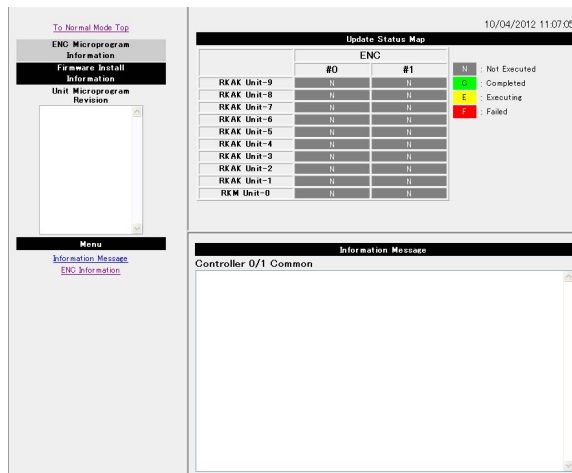 To Normal Mode Top
ENC Microprogram
Information
Firmware Install
Information
Unit Microprogram
Revision
Menu
Information Message
ENC Information
10/04/2012 11:07:05
Update Status Map
ENC
#0 #1
RKAK Unit-9 N N
RKAK Unit-8 N N
RKAK Unit-7 N N
RKAK Unit-6 N N
RKAK Unit-5 N N
RKAK Unit-4 N N
RKAK Unit-3 N N
RKAK Unit-2 N N
RKAK Unit-1 N N
RKM Unit-0 N N
N : Not Executed
C : Completed
E : Executing
F : Failed
Information Message
Controller 0/1 Common